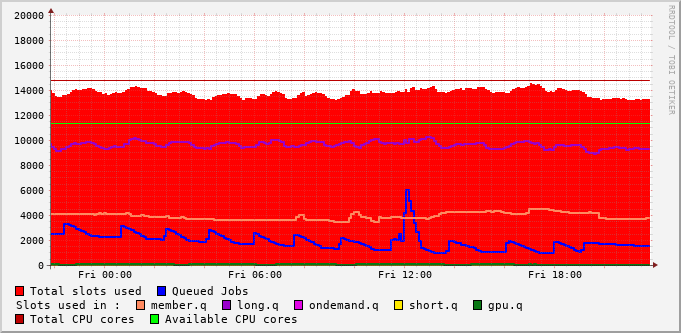 20000
18000
16000
14000
12000
10000
8000
6000
4000
2000
0
Fri 00:00 Fri 06:00 Fri 12:00 Fri 18:00
RRDTOOL / TOBI OETIKER
Total slots used Queued Jobs
Slots used in : member.q long.q ondemand.q short.q gpu.q
Total CPU cores Available CPU cores